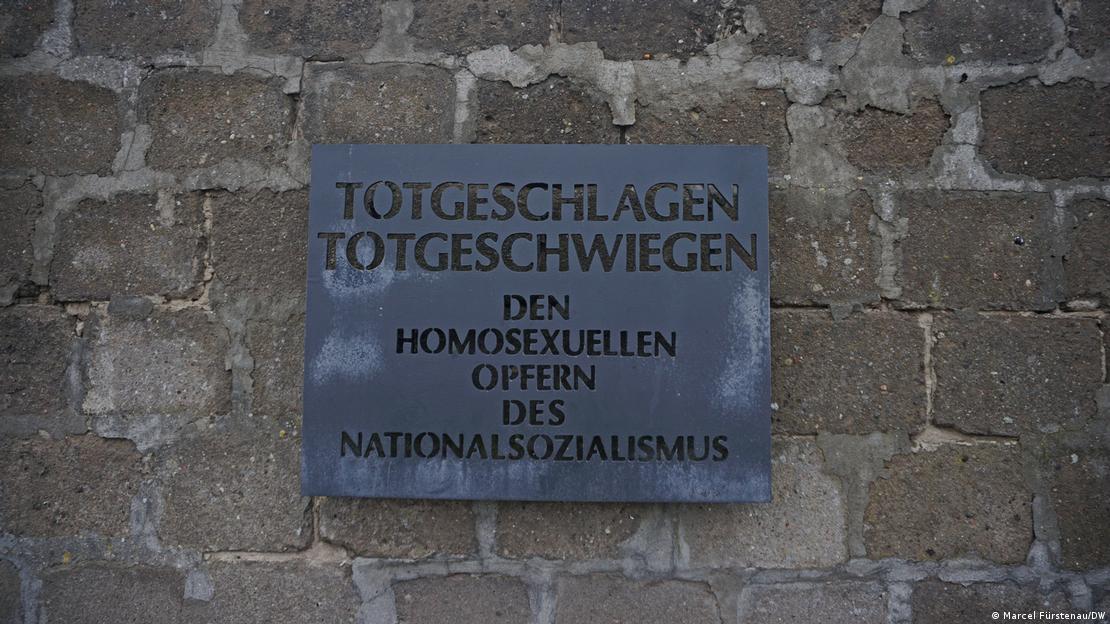 TOTGESCHLAGEN
TOTGESCHWIEGEN
DEN
HOMOSEXUELLEN
OPFERN
DES
NATIONALSOZIALISMUS
© Marcel Fürstenau/DW